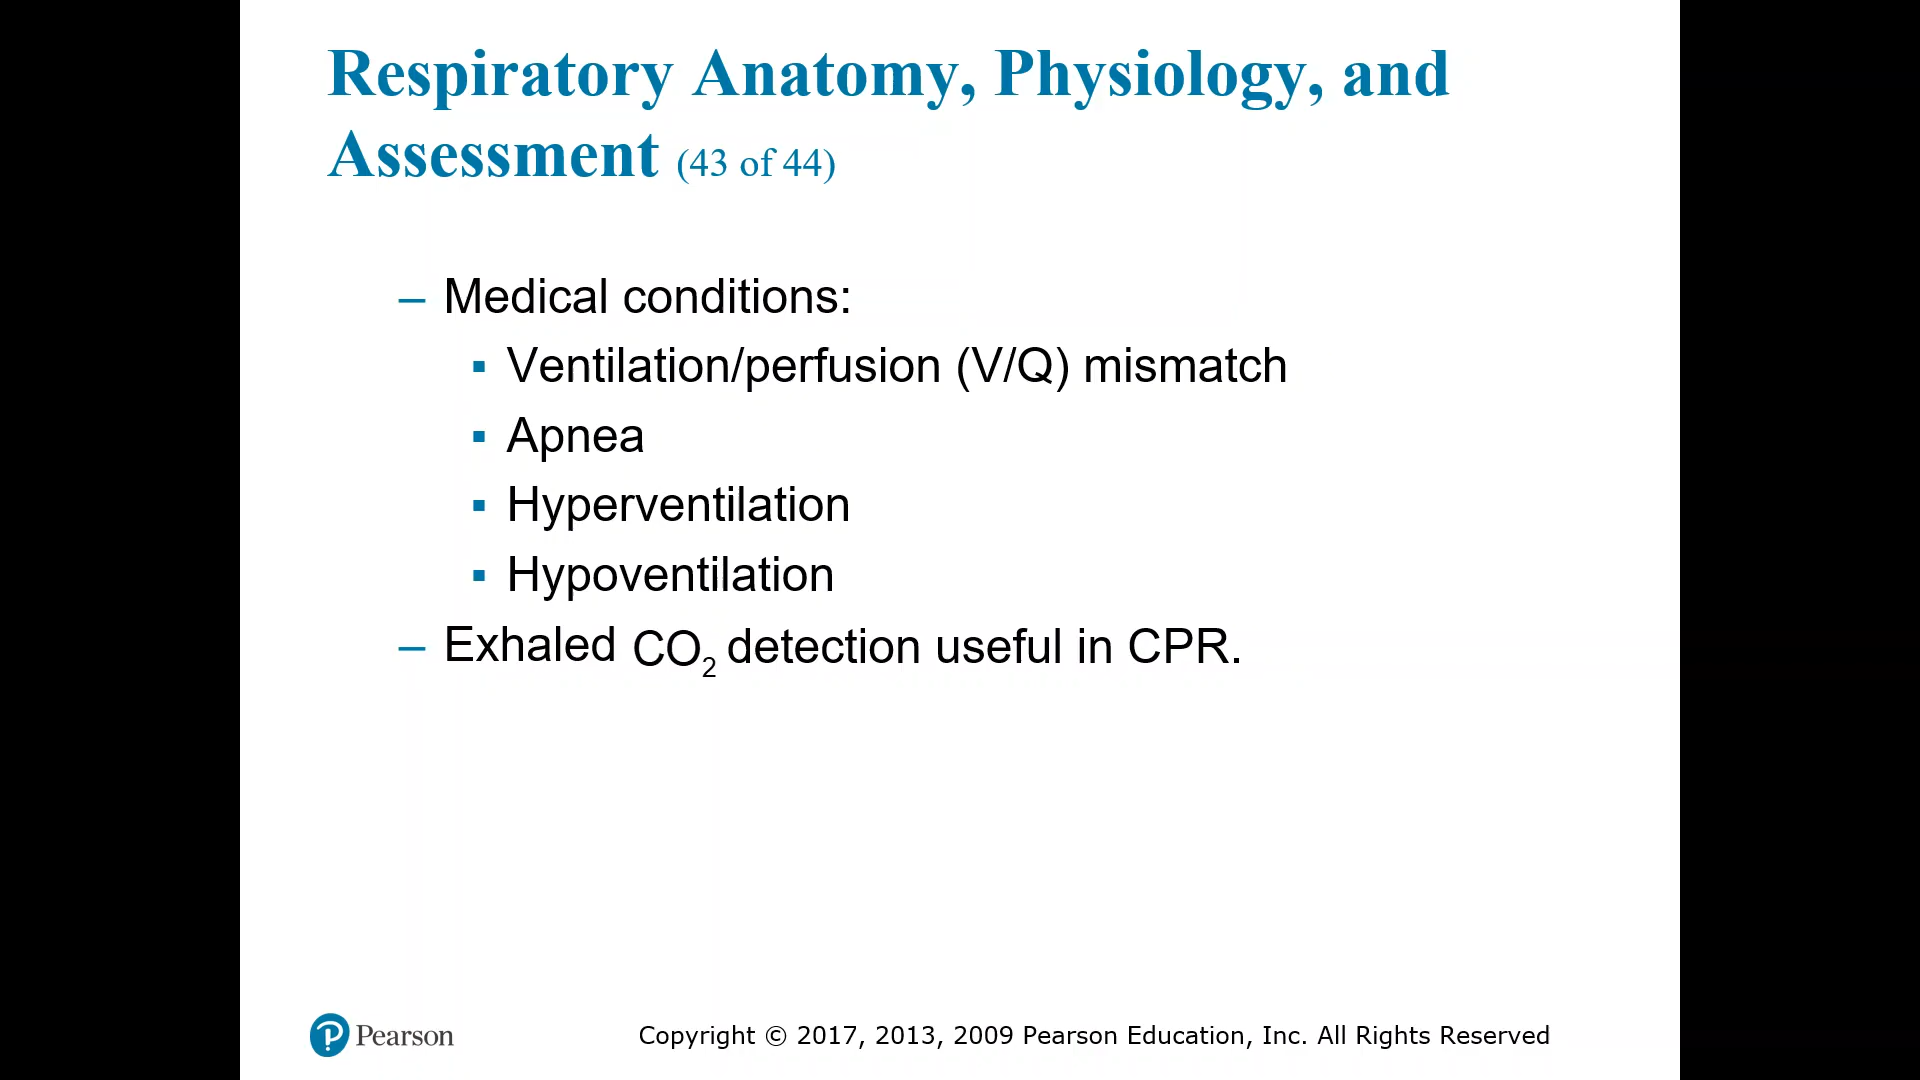 Respiratory Anatomy, Physiology, and
Assessment (43 of 44)
– Medical conditions:
▪ Ventilation/perfusion (V/Q) mismatch
▪ Apnea
▪ Hyperventilation
▪ Hypoventilation
– Exhaled CO₂ detection useful in CPR.
Pearson
Copyright © 2017, 2013, 2009 Pearson Education, Inc. All Rights Reserved